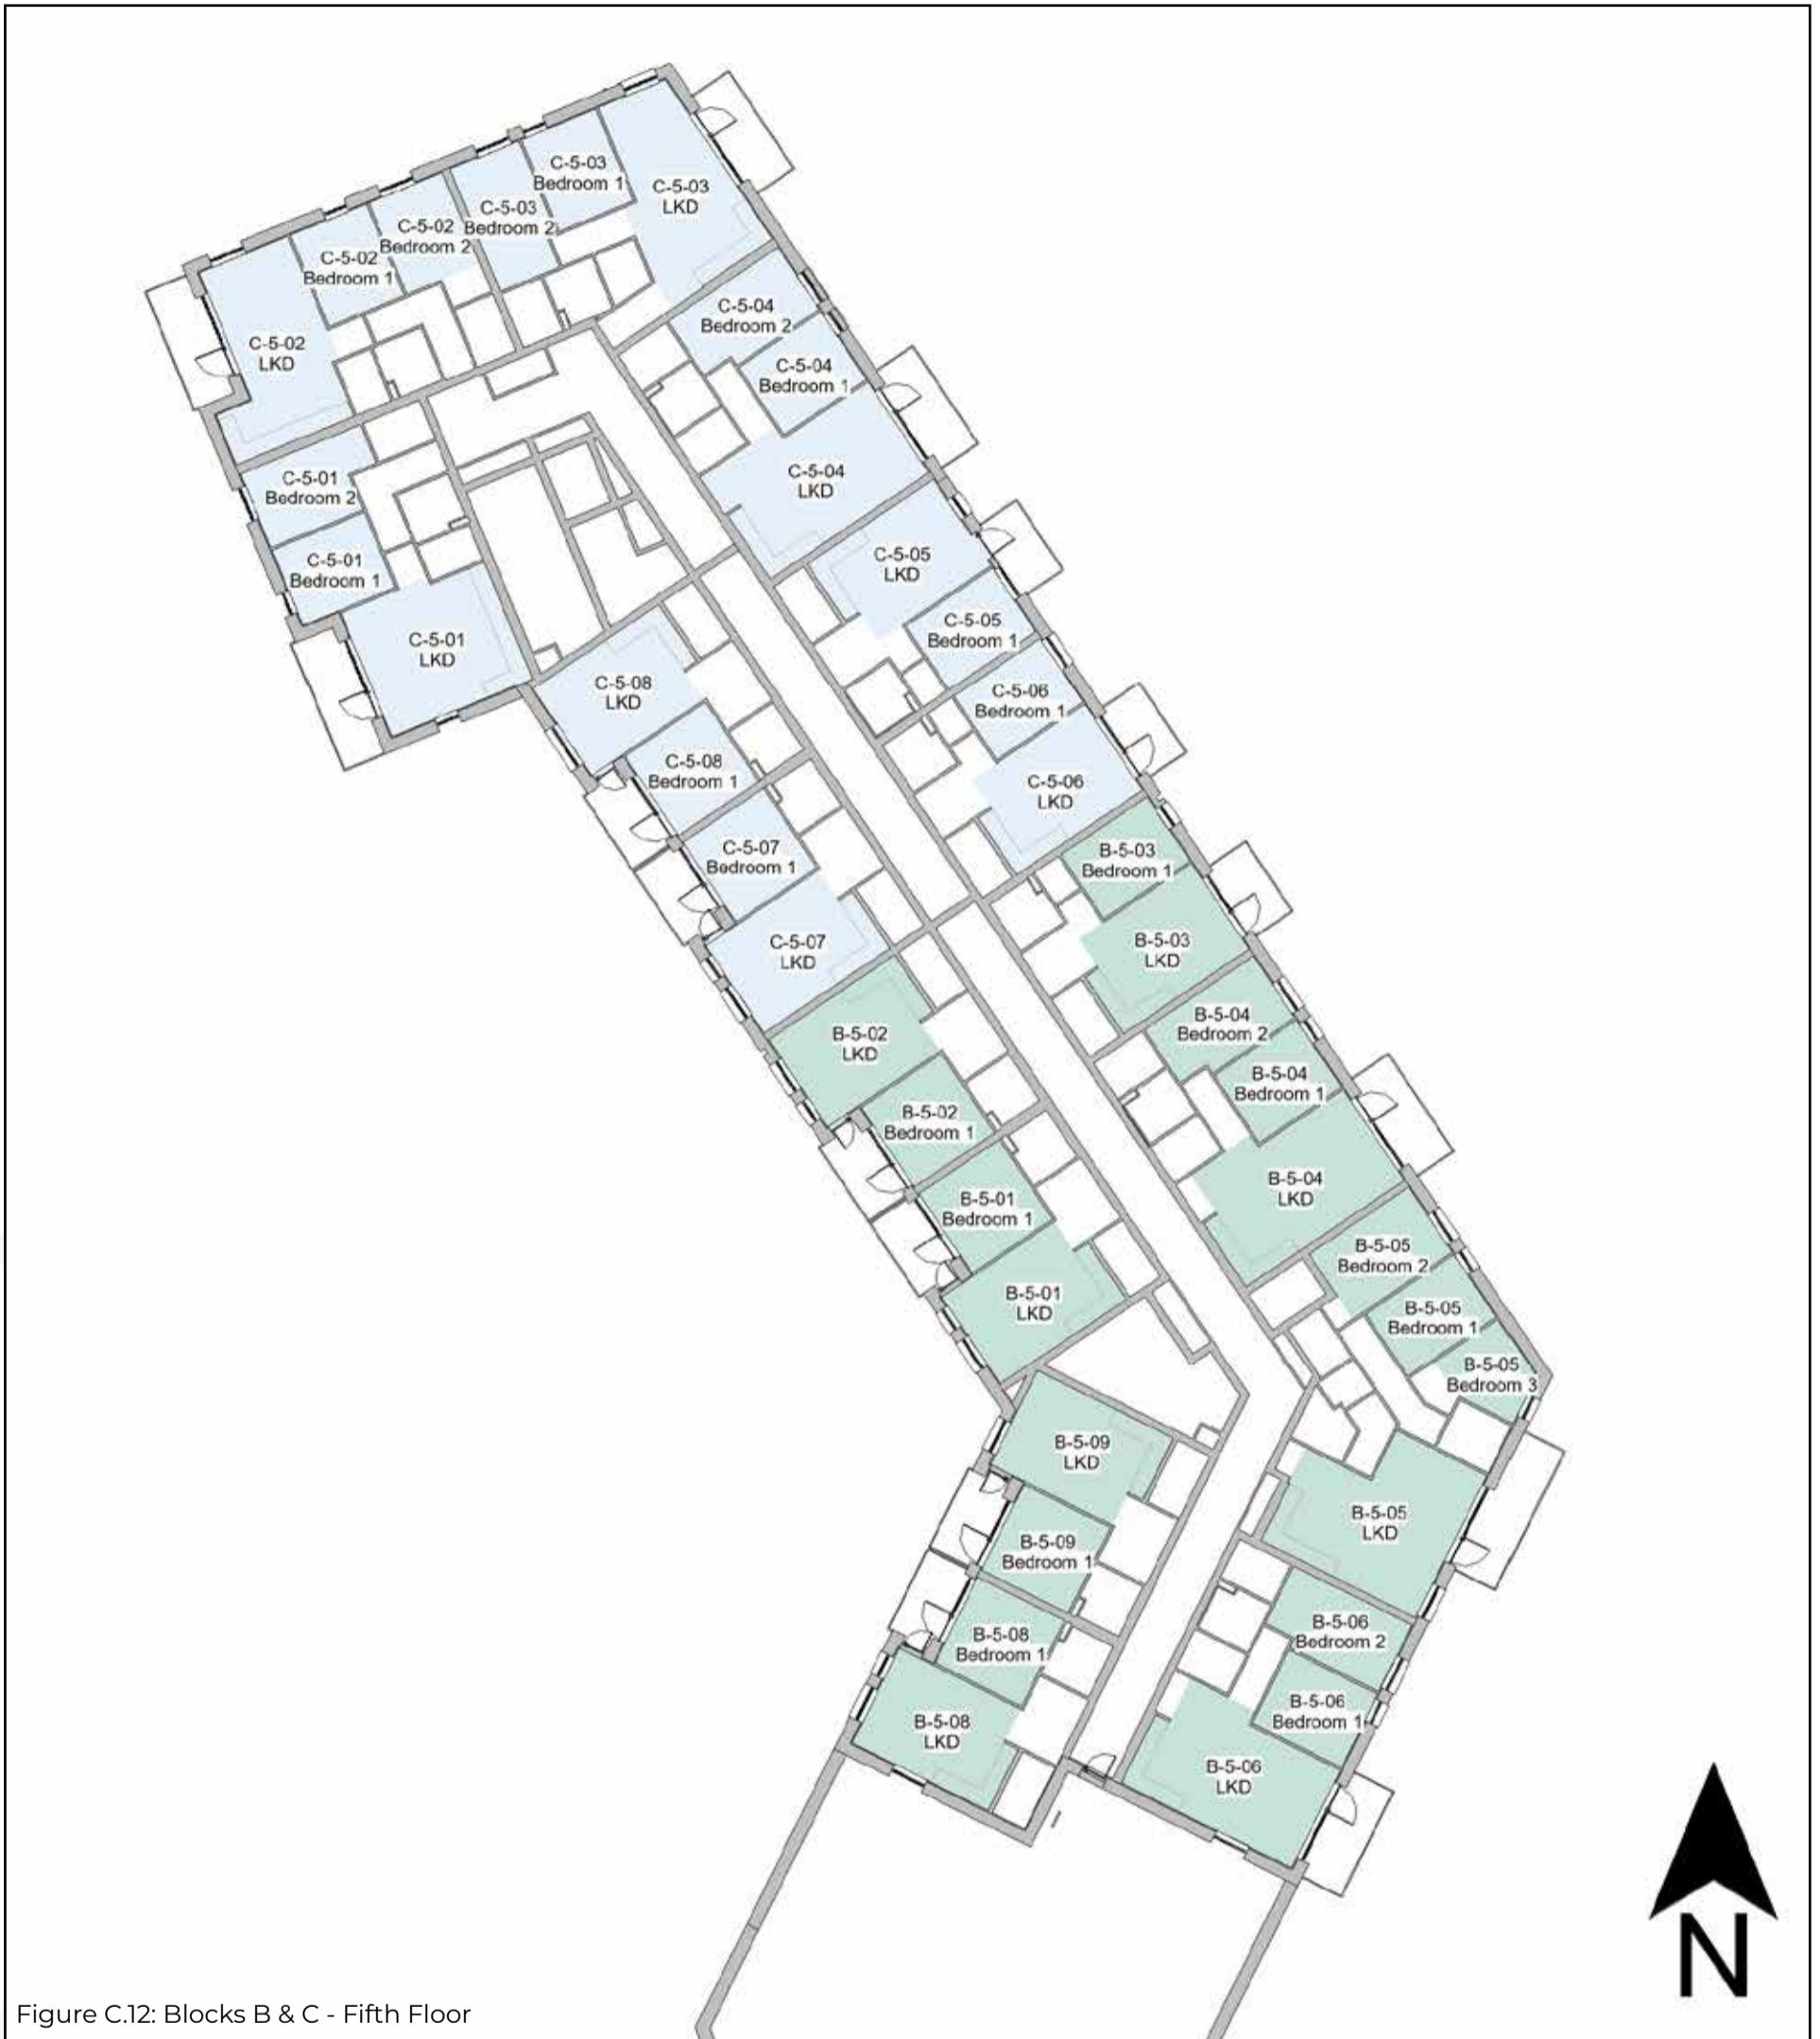 C-5-03
Bedroom 1
C-5-03
LKD
C-5-03
Bedroom 2
C-5-02
Bedroom 2
C-5-02
Bedroom 1
C-5-02
LKD
C-5-04
Bedroom 2
C-5-04
Bedroom 1
C-5-04
LKD
C-5-01
Bedroom 2
C-5-01
Bedroom 1
C-5-01
LKD
C-5-05
LKD
C-5-05
Bedroom 1
C-5-06
Bedroom 1
C-5-06
LKD
C-5-08
LKD
C-5-08
Bedroom 1
C-5-07
Bedroom 1
C-5-07
LKD
B-5-03
Bedroom 1
B-5-03
LKD
B-5-04
Bedroom 2
B-5-04
Bedroom 1
B-5-04
LKD
B-5-02
LKD
B-5-02
Bedroom 1
B-5-01
Bedroom 1
B-5-01
LKD
B-5-05
Bedroom 2
B-5-05
Bedroom 1
B-5-05
Bedroom 3
B-5-05
LKD
B-5-09
LKD
B-5-09
Bedroom 1
B-5-08
Bedroom 1
B-5-08
LKD
B-5-06
Bedroom 2
B-5-06
Bedroom 1
B-5-06
LKD
N
Figure C.12: Blocks B & C - Fifth Floor